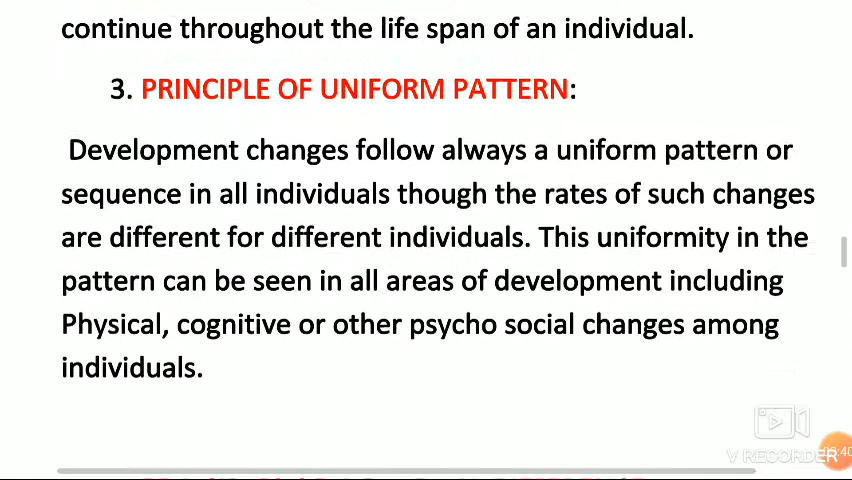 continue throughout the life span of an individual.
3. PRINCIPLE OF UNIFORM PATTERN:
Development changes follow always a uniform pattern or
sequence in all individuals though the rates of such changes
are different for different individuals. This uniformity in the
pattern can be seen in all areas of development including
Physical, cognitive or other psycho social changes among
individuals.
V RECORDER